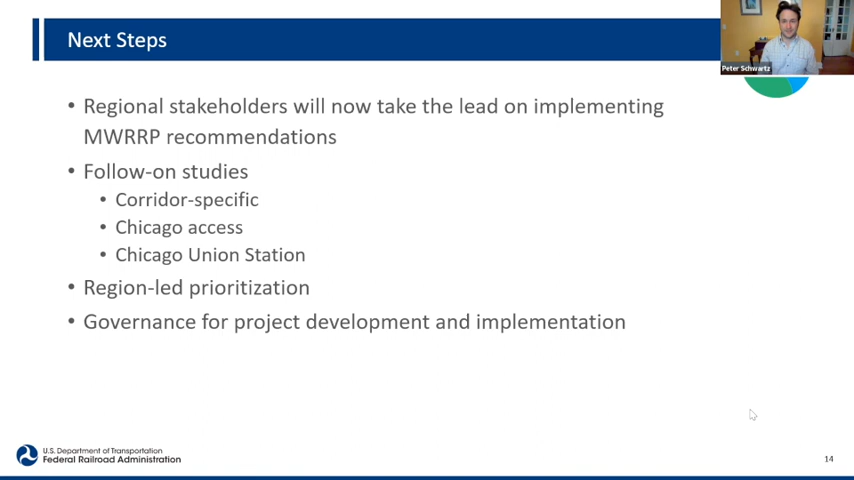 Next Steps
Peter Schwartz
• Regional stakeholders will now take the lead on implementing
MWRRP recommendations
• Follow-on studies
• Corridor-specific
• Chicago access
• Chicago Union Station
• Region-led prioritization
• Governance for project development and implementation
U.S. Department of Transportation
Federal Railroad Administration
14